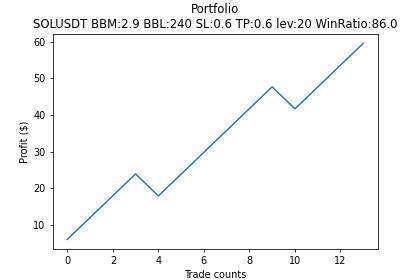 Portfolio
SOLUSDT BBM:2.9 BBL:240 SL:0.6 TP:0.6 lev:20 WinRatio:86.0
60
50
40
30
20
10
Profit ($)
0 2 4 6 8 10 12
Trade counts